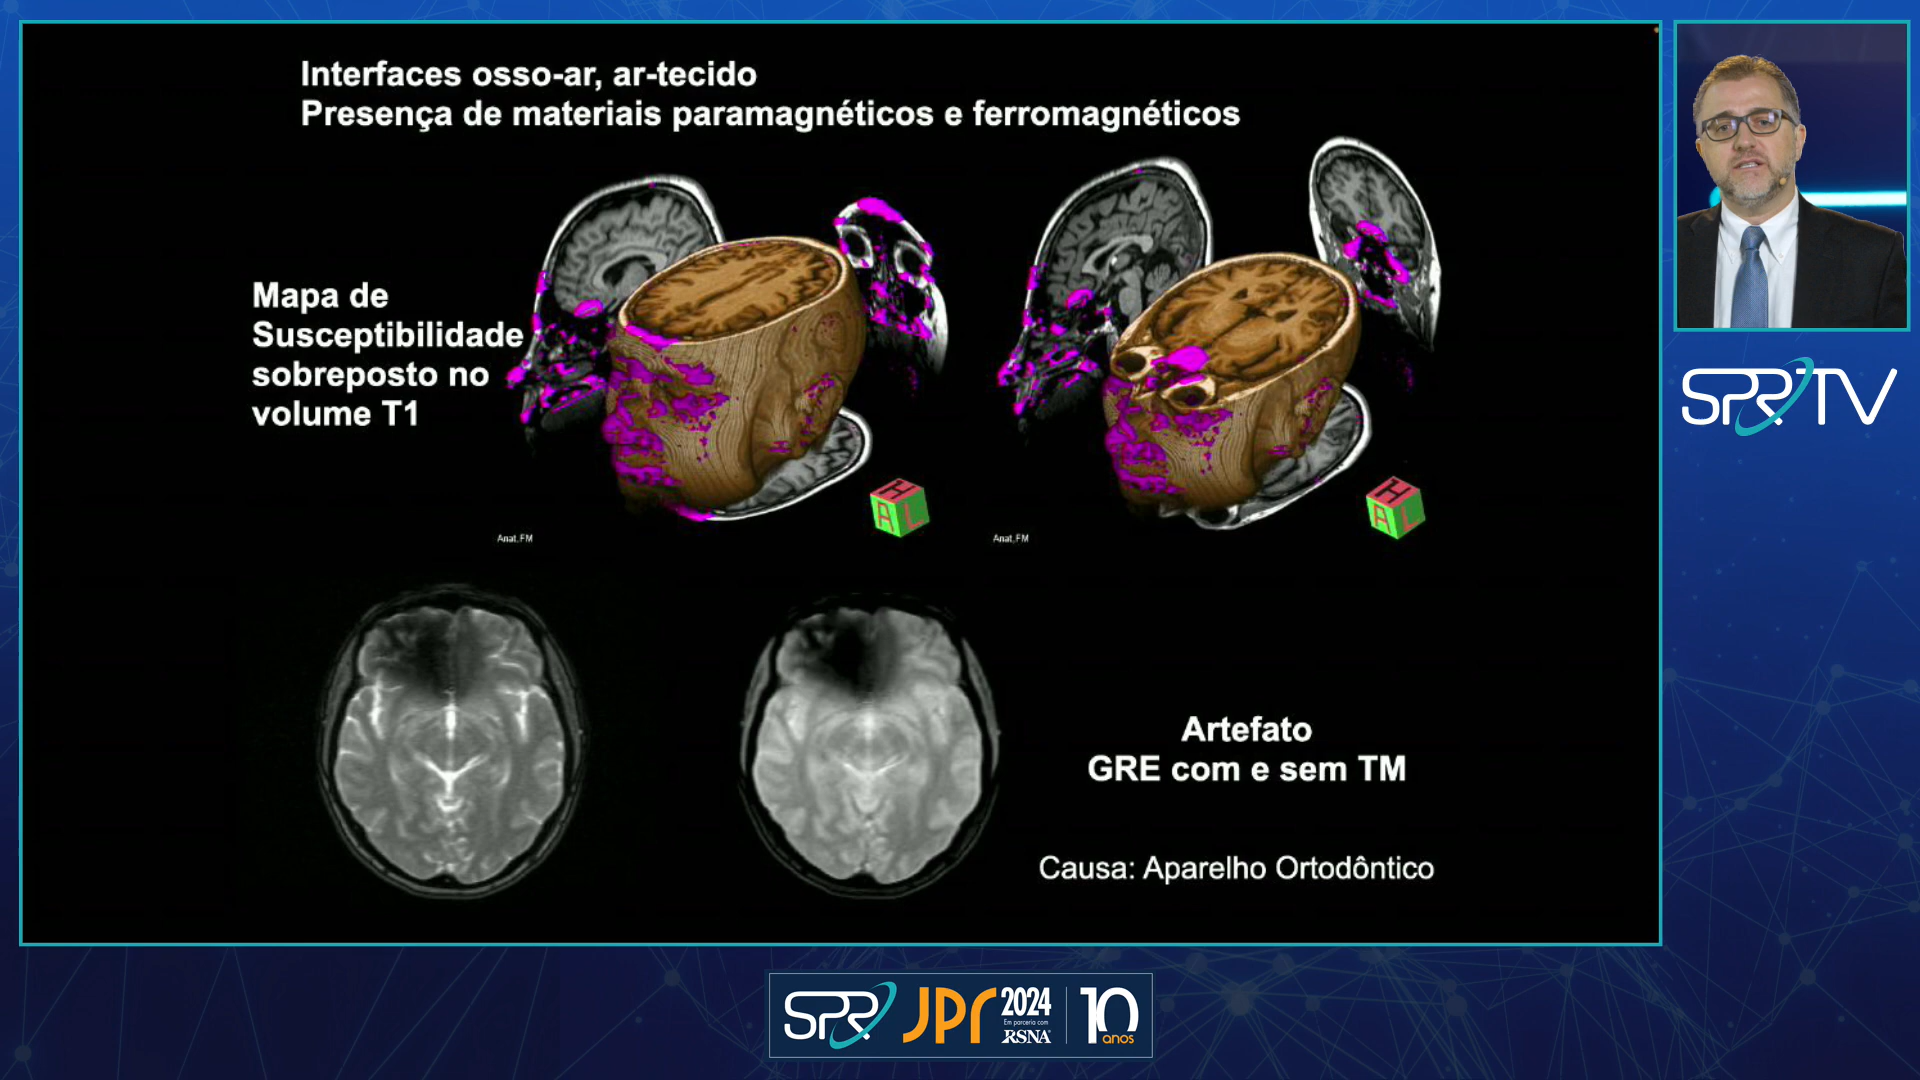 Interfaces osso-ar, ar-tecido
Presença de materiais paramagnéticos e ferromagnéticos
Mapa de
Susceptibilidade
sobreposto no
volume T1
H
A L
Anat_FM
H
A L
Anat_FM
Artefato
GRE com e sem TM
Causa: Aparelho Ortodôntico
SPR TV
SPR JPR 2024
Em parceria com
RSNA
10
anos